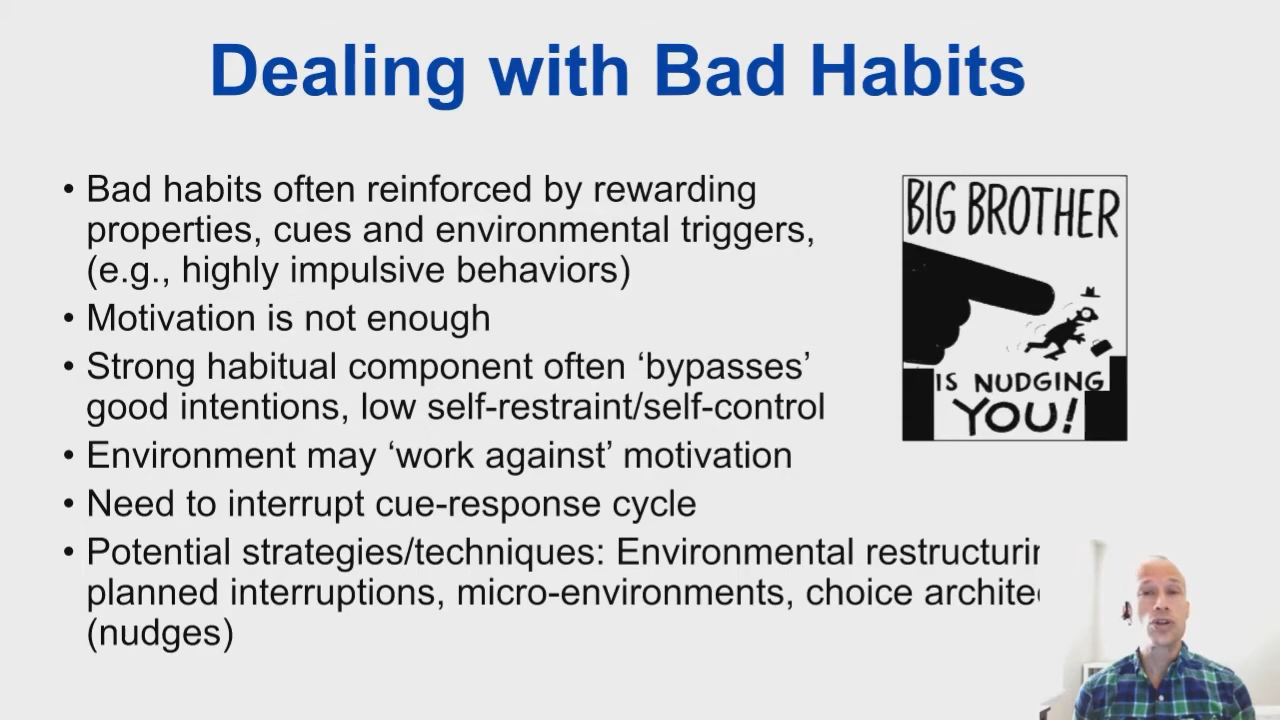 Dealing with Bad Habits
• Bad habits often reinforced by rewarding
properties, cues and environmental triggers,
(e.g., highly impulsive behaviors)
• Motivation is not enough
• Strong habitual component often ‘bypasses’
good intentions, low self-restraint/self-control
• Environment may ‘work against’ motivation
• Need to interrupt cue-response cycle
• Potential strategies/techniques: Environmental
planned interruptions, micro-environments, choice
(nudges)
BIG BROTHER
IS NUDGING
YOU!